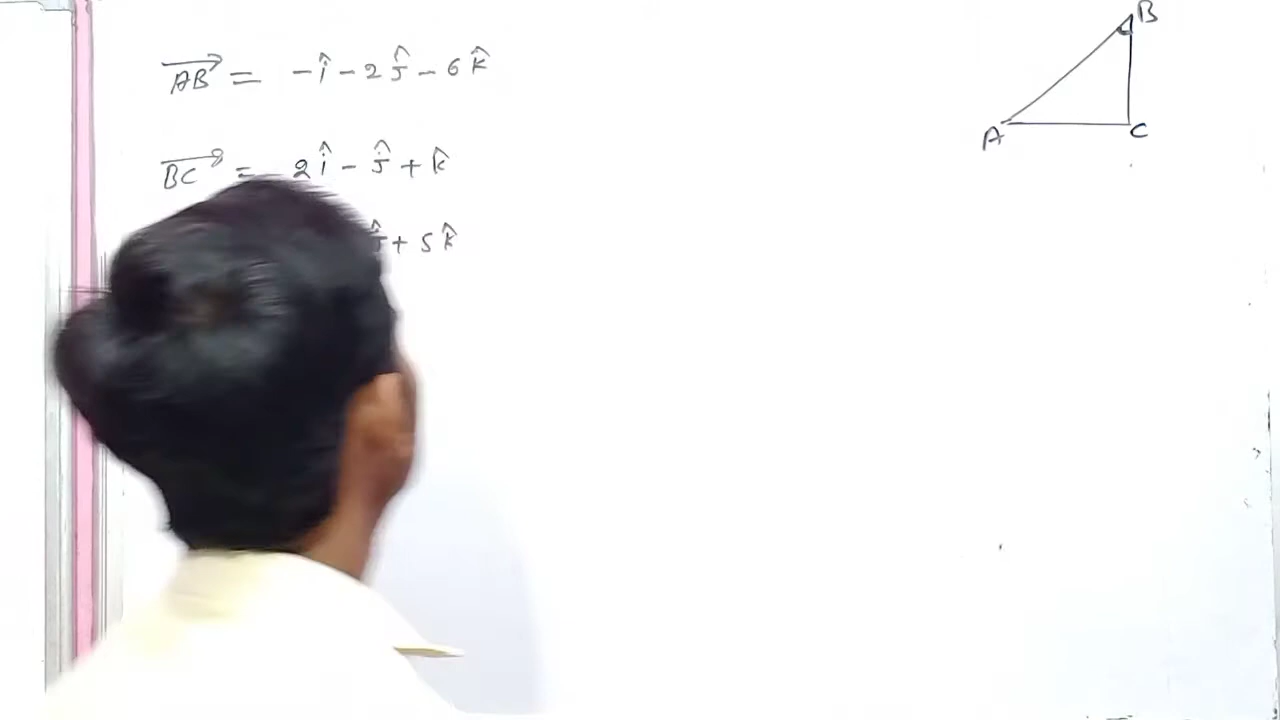 B
AB⃗ = -î - 2ĵ - 6k̂
A C
BC⃗ = 2î - ĵ + k̂
ĵ + 5k̂